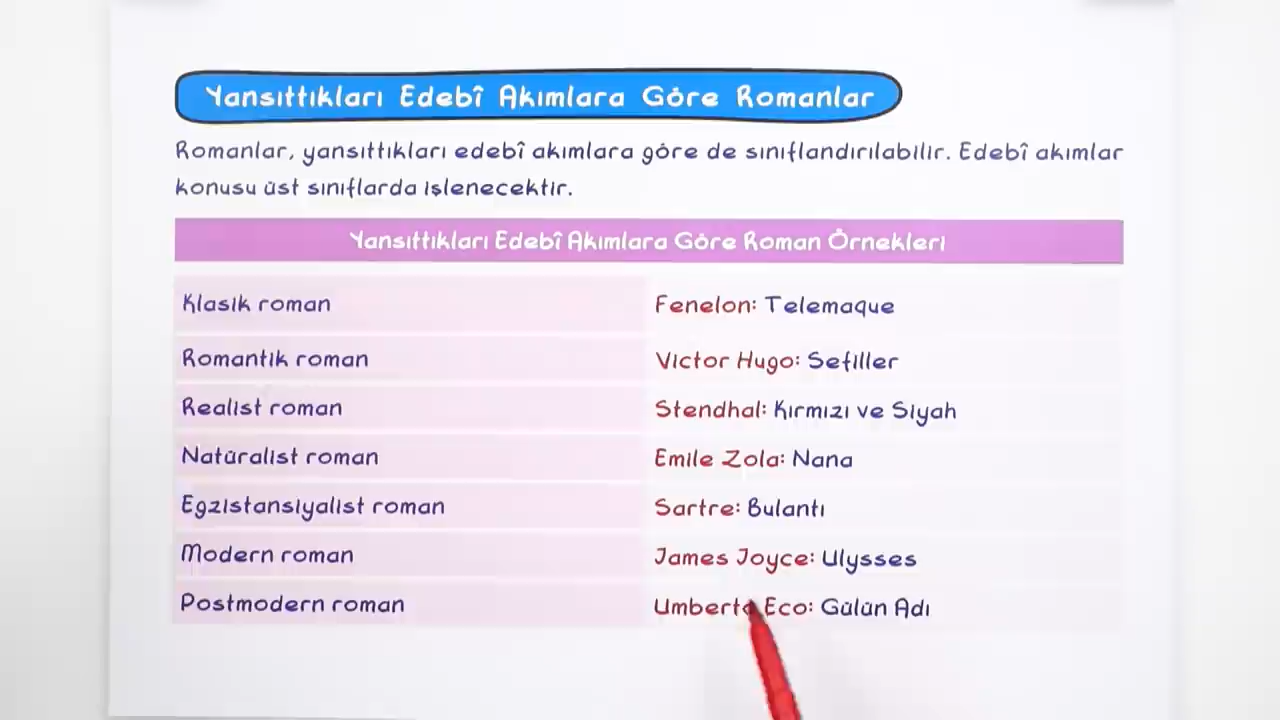 Yansıttıkları Edebî Akımlara Göre Romanlar
Romanlar, yansıttıkları edebî akımlara göre de sınıflandırılabilir. Edebî akımlar
konusu üst sınıflarda işlenecektir.
Yansıttıkları Edebî Akımlara Göre Roman Örnekleri
Klasik roman Fenelon: Telemaque
Romantik roman Victor Hugo: Sefiller
Realist roman Stendhal: Kırmızı ve Siyah
Natüralist roman Emile Zola: Nana
Egzistansiyalist roman Sartre: Bulantı
Modern roman James Joyce: Ulysses
Postmodern roman Umberto Eco: Gülün Adı